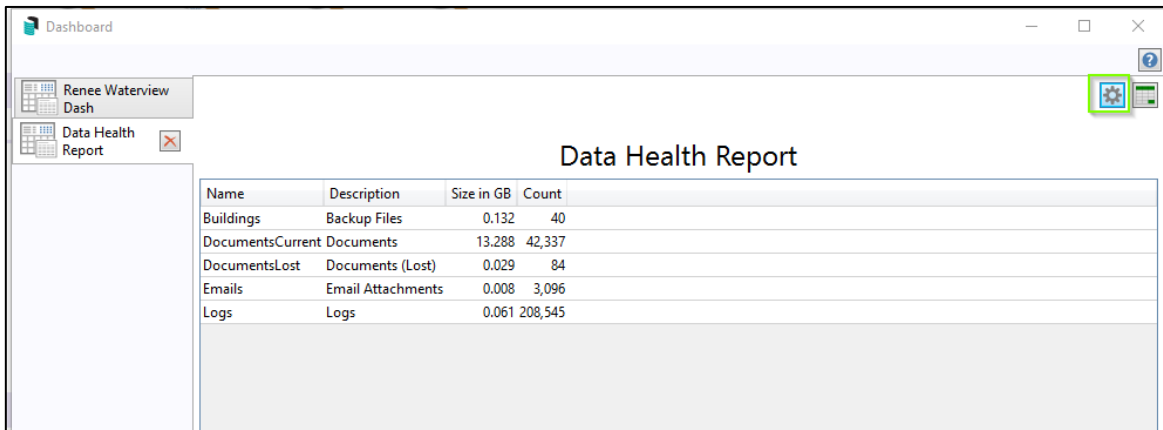 Dashboard
Renee Waterview
Dash
Data Health
Report
Data Health Report
Name Description Size in GB Count
Buildings Backup Files 0.132 40
DocumentsCurrent Documents 13.288 42,337
DocumentsLost Documents (Lost) 0.029 84
Emails Email Attachments 0.008 3,096
Logs Logs 0.061 208,545